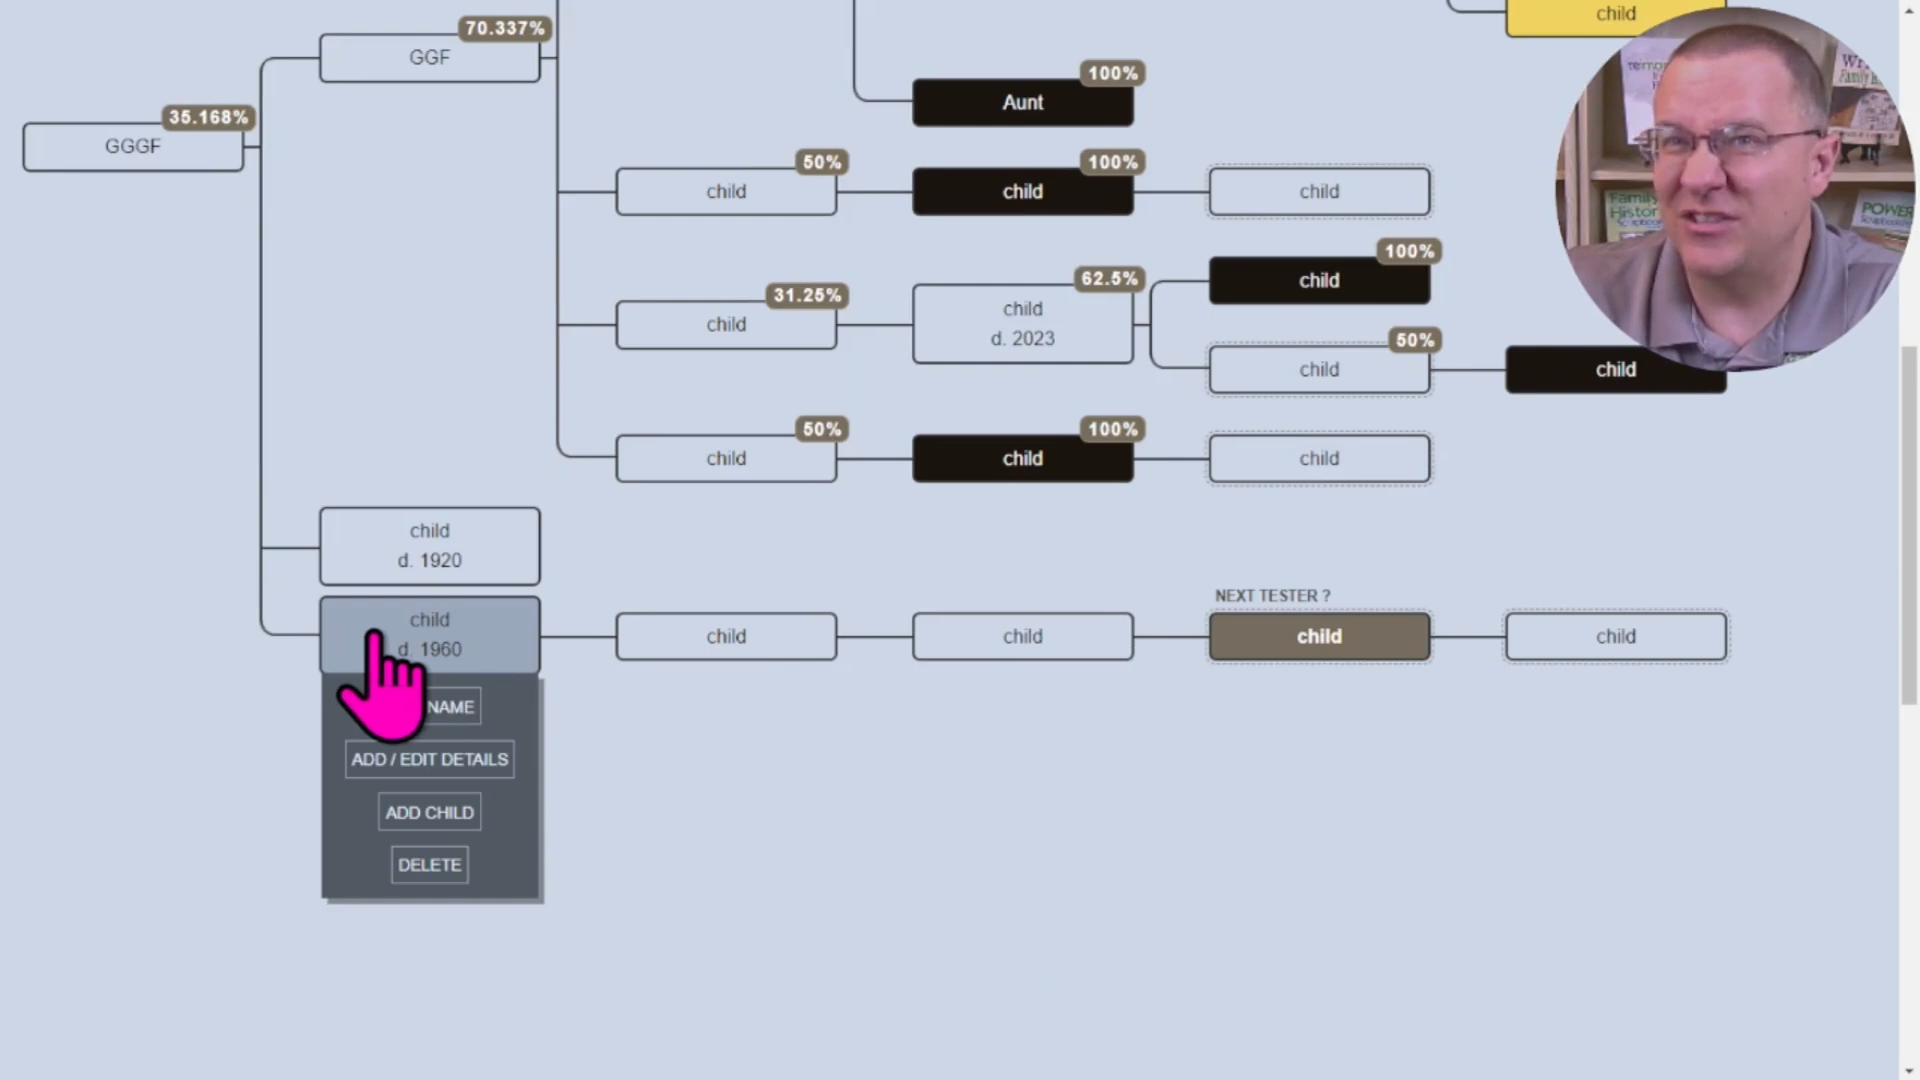 70.337%
GGF
35.168%
GGGF
child
100%
Aunt
50%
child
100%
child
child
31.25%
child
62.5%
child
d. 2023
100%
child
50%
child
child
50%
child
100%
child
child
child
d. 1920
child
d. 1960
child
child
NEXT TESTER ?
child
child
NAME
ADD / EDIT DETAILS
ADD CHILD
DELETE
Family
POWER